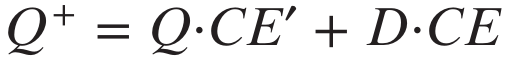 Q⁺ = Q·CE′ + D·CE